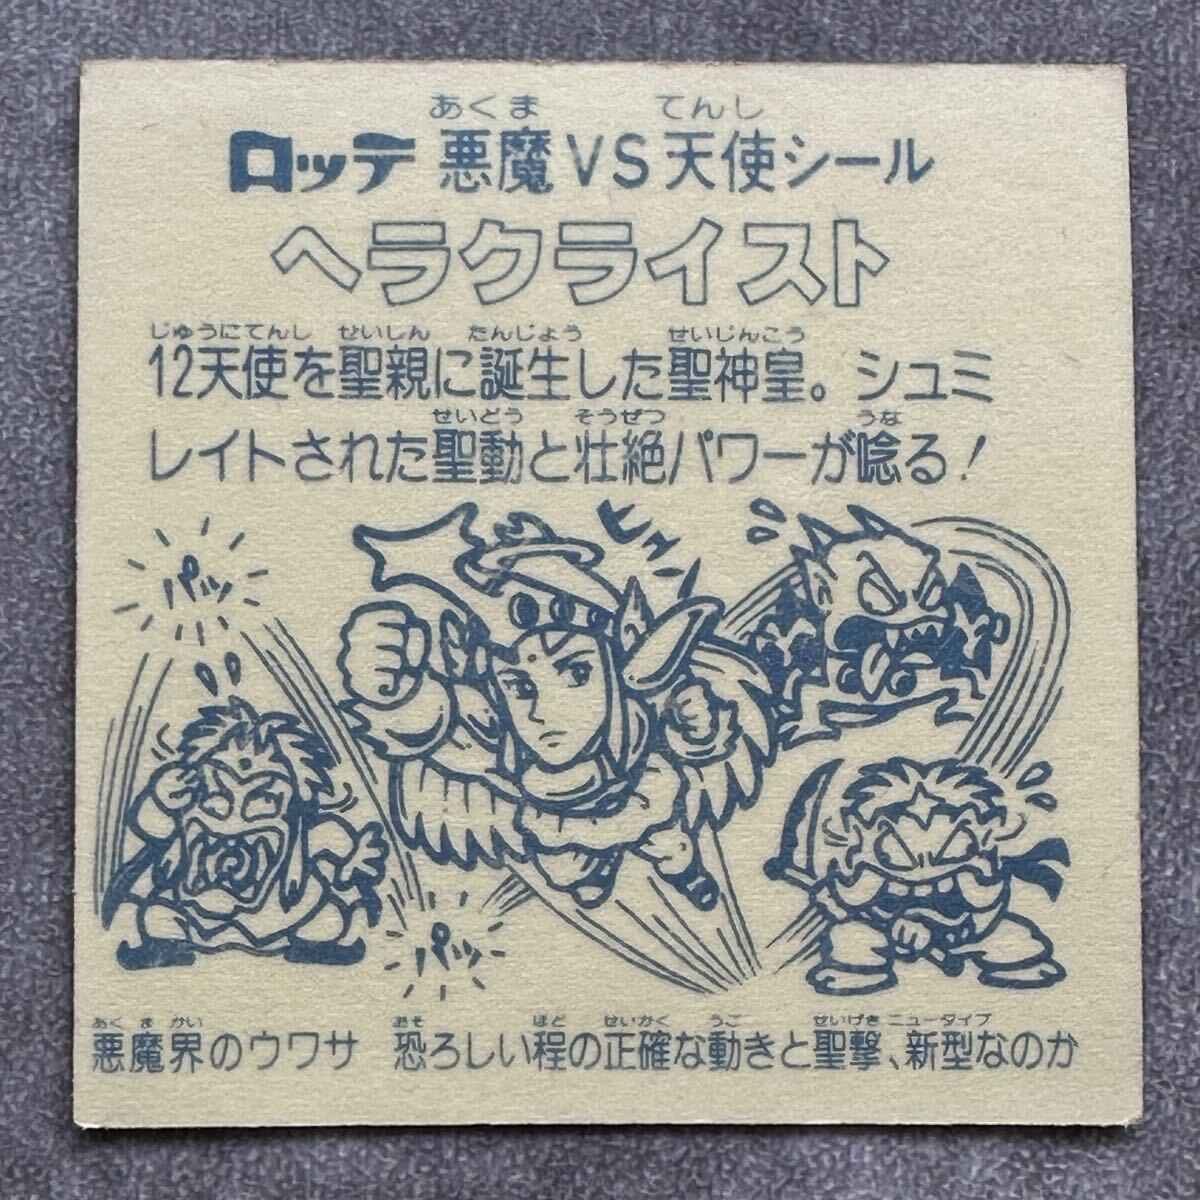 あくま てんし
ロッテ 悪魔VS天使シール
ヘラクライスト
じゅうにてんし せいしん たんじょう せいじんこう
12天使を聖親に誕生した聖神皇。シュミ
せいどう そうぜつ うな
レイトされた聖動と壮絶パワーが唸る！
ヒュ
パッ
パッ
あくまかい おそ ほど せいかく うご せいげき ニュータイプ
悪魔界のウワサ 恐ろしい程の正確な動きと聖撃、新型なのか